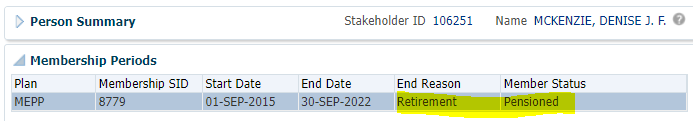 Person Summary Stakeholder ID 106251 Name MCKENZIE, DENISE J. F. ?
Membership Periods
Plan Membership SID Start Date End Date End Reason Member Status
MEPP 8779 01-SEP-2015 30-SEP-2022 Retirement Pensioned